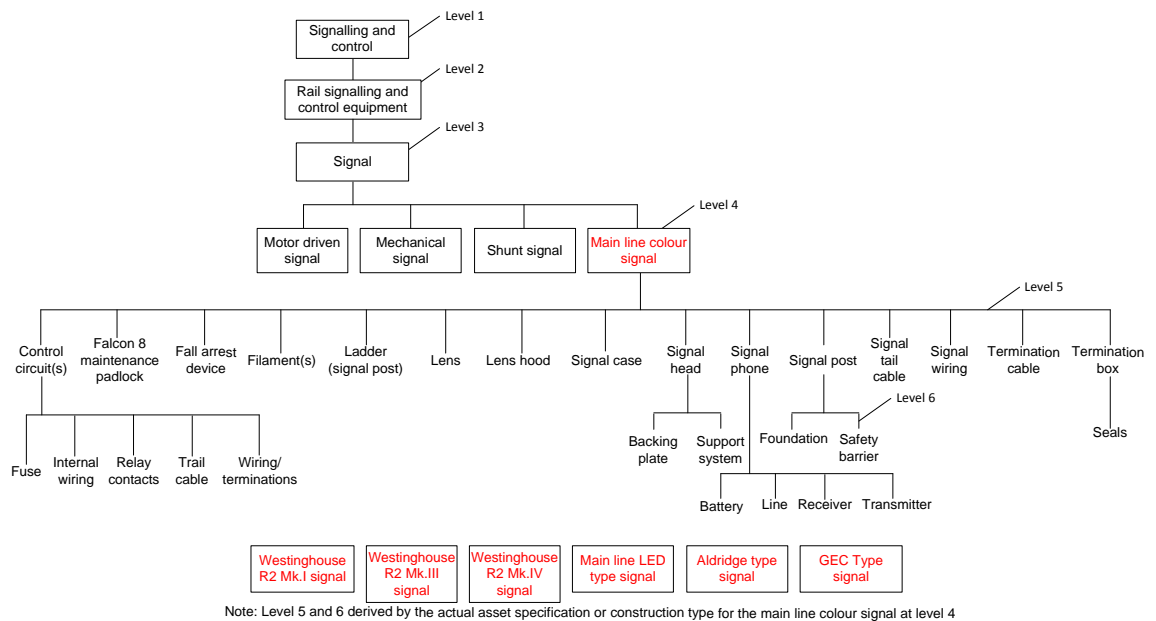 Level 1
Signalling and
control
Level 2
Rail signalling and
control equipment
Level 3
Signal
Level 4
Motor driven
signal
Mechanical
signal
Shunt signal
Main line colour
signal
Level 5
Control
circuit(s)
Falcon 8
maintenance
padlock
Fall arrest
device
Filament(s)
Ladder
(signal post)
Lens
Lens hood
Signal case
Signal
head
Signal
phone
Signal post
Signal
tail
cable
Signal
wiring
Termination
cable
Termination
box
Level 6
Fuse
Internal
wiring
Relay
contacts
Trail
cable
Wiring/
terminations
Backing
plate
Support
system
Foundation
Safety
barrier
Seals
Battery
Line
Receiver
Transmitter
Westinghouse
R2 Mk.I signal
Westinghouse
R2 Mk.III
signal
Westinghouse
R2 Mk.IV
signal
Main line LED
type signal
Aldridge type
signal
GEC Type
signal
Note: Level 5 and 6 derived by the actual asset specification or construction type for the main line colour signal at level 4